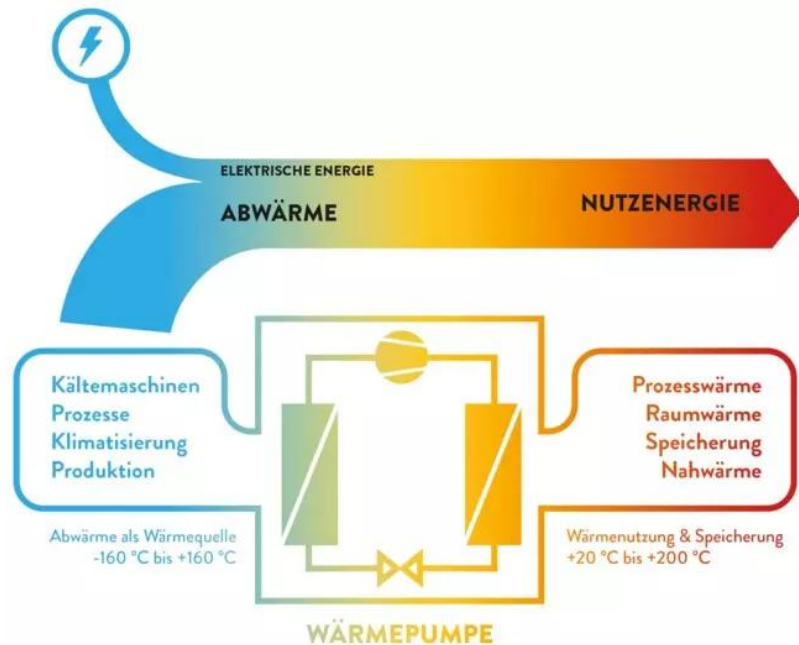 ELEKTRISCHE ENERGIE
ABWÄRME
NUTZENERGIE
Kältemaschinen
Prozesse
Klimatisierung
Produktion
Prozesswärme
Raumwärme
Speicherung
Nahwärme
Abwärme als Wärmequelle
-160 °C bis +160 °C
Wärmenutzung & Speicherung
+20 °C bis +200 °C
WÄRMEPUMPE